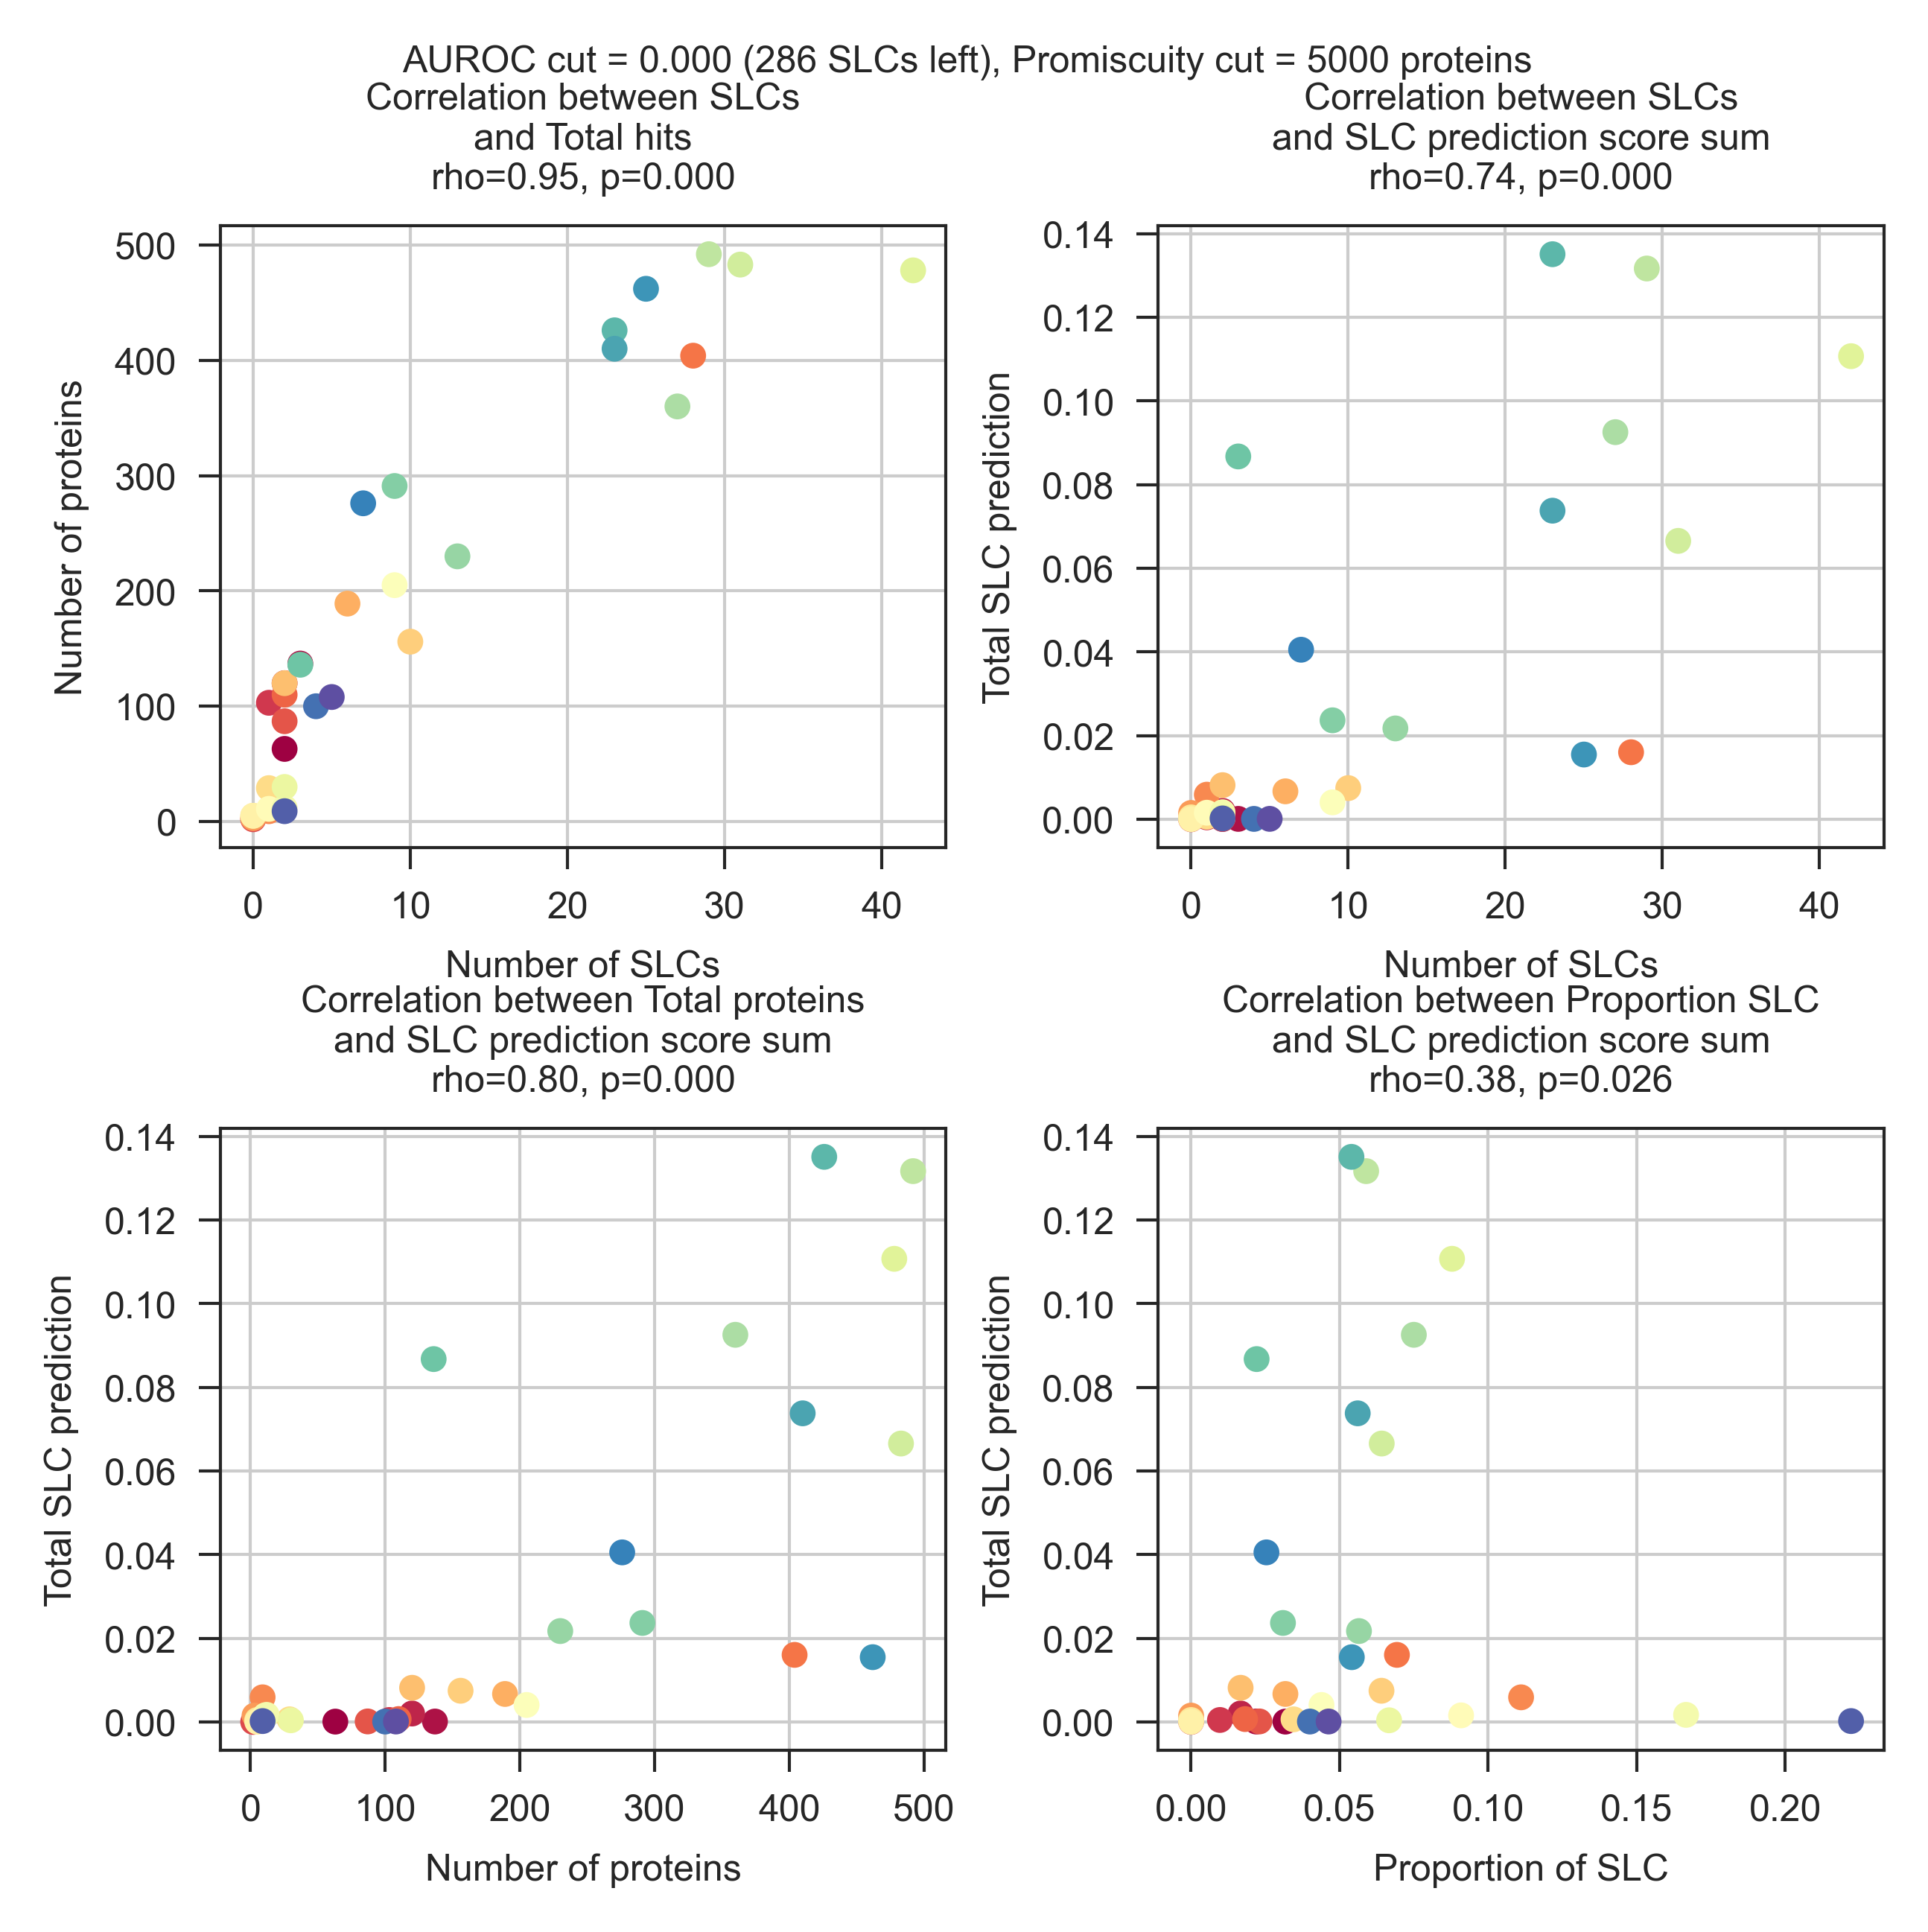 AUROC cut = 0.000 (286 SLCs left), Promiscuity cut = 5000 proteins
Correlation between SLCs
and Total hits
rho=0.95, p=0.000
500
400
300
200
100
0
Number of proteins
0 10 20 30 40
Number of SLCs
Correlation between SLCs
and SLC prediction score sum
rho=0.74, p=0.000
0.14
0.12
0.10
0.08
0.06
0.04
0.02
0.00
Total SLC prediction
0 10 20 30 40
Number of SLCs
Correlation between Total proteins
and SLC prediction score sum
rho=0.80, p=0.000
0.14
0.12
0.10
0.08
0.06
0.04
0.02
0.00
Total SLC prediction
0 100 200 300 400 500
Number of proteins
Correlation between Proportion SLC
and SLC prediction score sum
rho=0.38, p=0.026
0.14
0.12
0.10
0.08
0.06
0.04
0.02
0.00
Total SLC prediction
0.00 0.05 0.10 0.15 0.20
Proportion of SLC